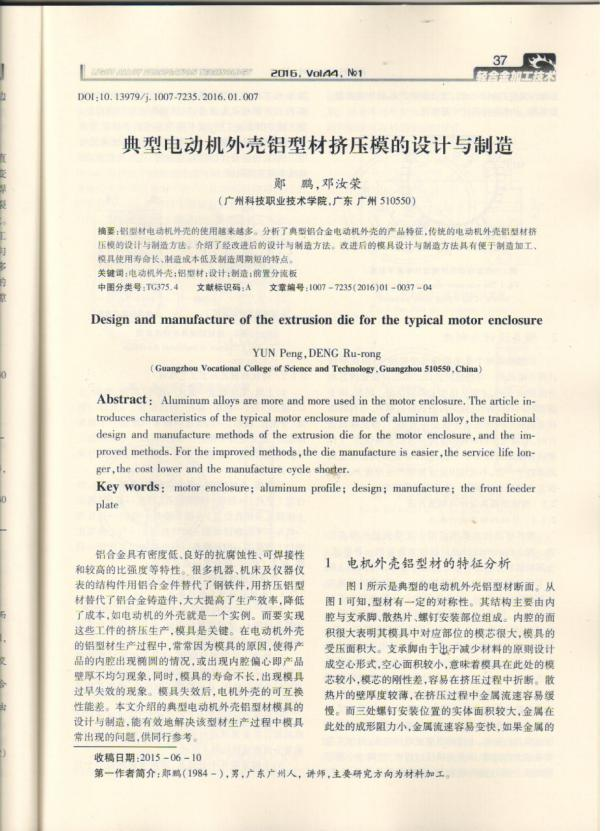 LIGHT ALLOY FABRICATION TECHNOLOGY
2016, Vol.44, №1
37
轻合金加工技术
DOI:10.13979/j.1007-7235.2016.01.007
典型电动机外壳铝型材挤压模的设计与制造
郧 鹏,邓汝荣
(广州科技职业技术学院,广东 广州 510550)
摘要:铝型材电动机外壳的使用越来越多。分析了典型铝合金电动机外壳的产品特征,传统的电动机外壳铝型材挤
压模的设计与制造方法。介绍了经改进后的设计与制造方法。改进后的模具设计与制造方法具有便于制造加工、
模具使用寿命长、制造成本低及制造周期短的特点。
关键词:电动机外壳;铝型材;设计;制造;前置分流板
中图分类号:TG375.4 文献标识码:A 文章编号:1007-7235(2016)01-0037-04
Design and manufacture of the extrusion die for the typical motor enclosure
YUN Peng,DENG Ru-rong
(Guangzhou Vocational College of Science and Technology,Guangzhou 510550,China)
Abstract: Aluminum alloys are more and more used in the motor enclosure. The article in-
troduces characteristics of the typical motor enclosure made of aluminum alloy,the traditional
design and manufacture methods of the extrusion die for the motor enclosure,and the im-
proved methods. For the improved methods,the die manufacture is easier,the service life lon-
ger,the cost lower and the manufacture cycle shorter.
Key words: motor enclosure; aluminum profile; design; manufacture; the front feeder
plate
铝合金具有密度低、良好的抗腐蚀性、可焊接性
和较高的比强度等特性。很多机器、机床及仪器仪
表的结构件用铝合金件替代了钢铁件,用挤压铝型
材替代了铝合金铸造件,大大提高了生产效率,降低
了成本,如电动机的外壳就是一个实例。而要实现
这些工件的挤压生产,模具是关键。在电动机外壳
的铝型材生产过程中,常常因为模具的原因,使得产
品的内腔出现椭圆的情况,或出现内腔偏心即产品
壁厚不均匀现象,同时,模具的寿命不长,出现模具
过早失效的现象。模具失效后,电机外壳的可互换
性能差。本文介绍的典型电动机外壳铝型材模具的
设计与制造,能有效地解决该型材生产过程中模具
常出现的问题,供同行参考。
1 电机外壳铝型材的特征分析
图1所示是典型的电动机外壳铝型材断面。从
图1可知,型材有一定的对称性。其结构主要由内
腔与支承脚、散热片、螺钉安装部位组成。内腔的面
积很大表明其模具中对应部位的模芯很大,模具的
受压面积大。支承脚由于出于减少材料的原则设计
成空心形式,空心面积较小,意味着模具在此处的模
芯较小,模芯的刚性差,容易在挤压过程中折断。散
热片的壁厚度较薄,在挤压过程中金属流速容易缓
慢。而三处螺钉安装位置的实体面积较大,金属在
此处的成形阻力小,金属流速容易变快,如果金属的
收稿日期:2015-06-10
第一作者简介:郧鹏(1984-),男,广东广州人,讲师,主要研究方向为材料加工。